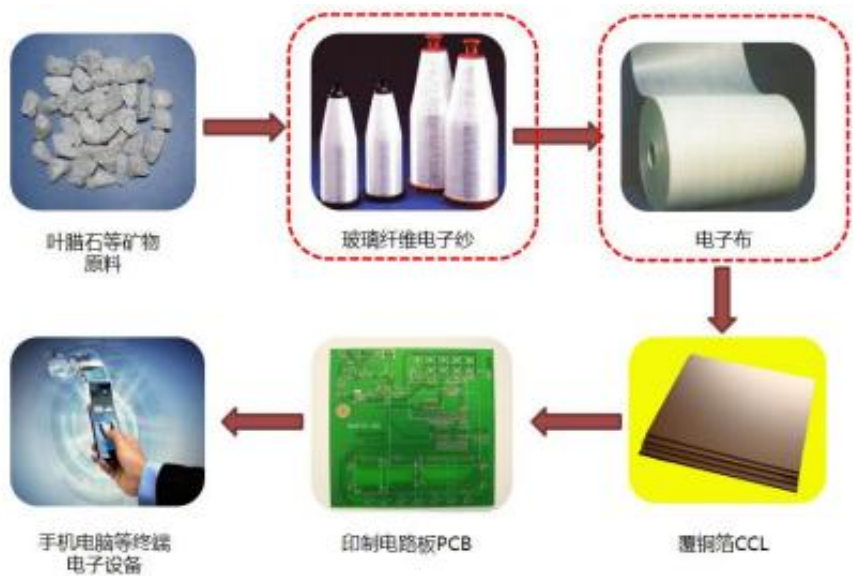 叶腊石等矿物
原料
玻璃纤维电子纱
电子布
手机电脑等终端
电子设备
印制电路板PCB
覆铜箔CCL